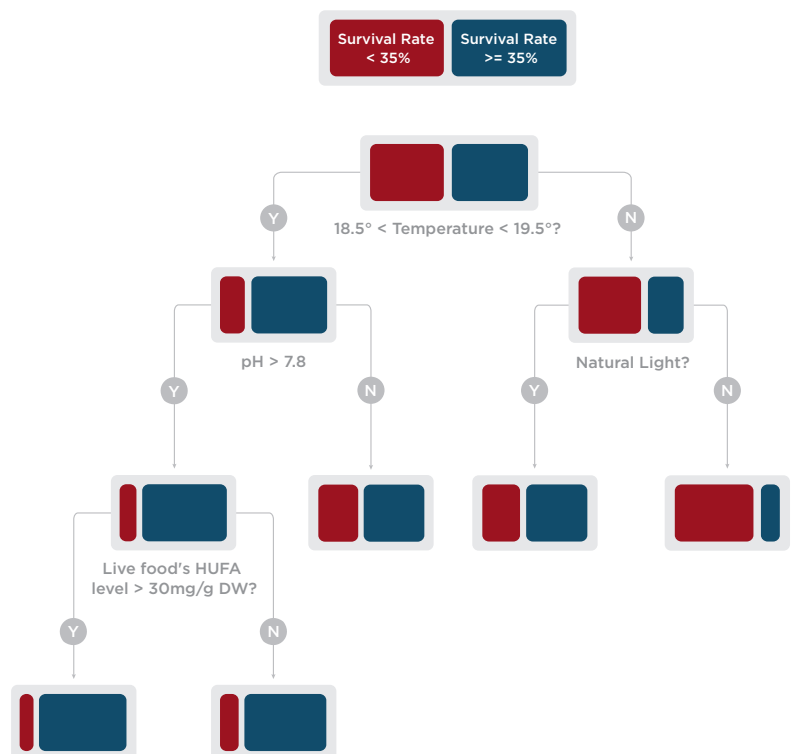 Survival Rate
< 35%
Survival Rate
>= 35%
Y
18.5° < Temperature < 19.5°?
N
pH > 7.8
Natural Light?
Y
N
Y
N
Live food's HUFA
level > 30mg/g DW?
Y
N